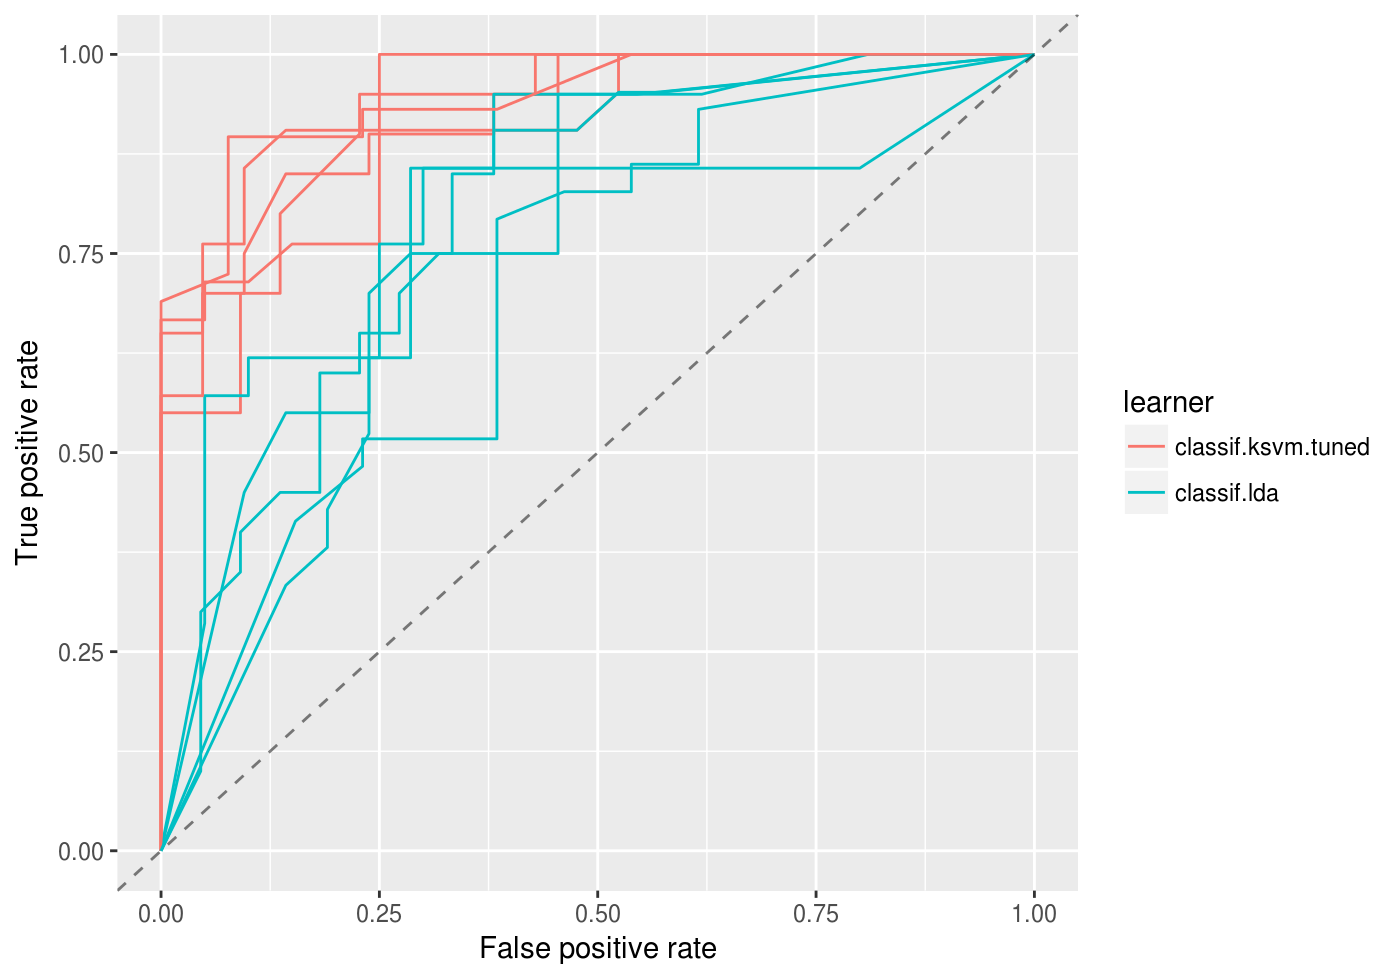 1.00
0.75
0.50
0.25
0.00
True positive rate
0.00 0.25 0.50 0.75 1.00
False positive rate
learner
classif.ksvm.tuned
classif.lda